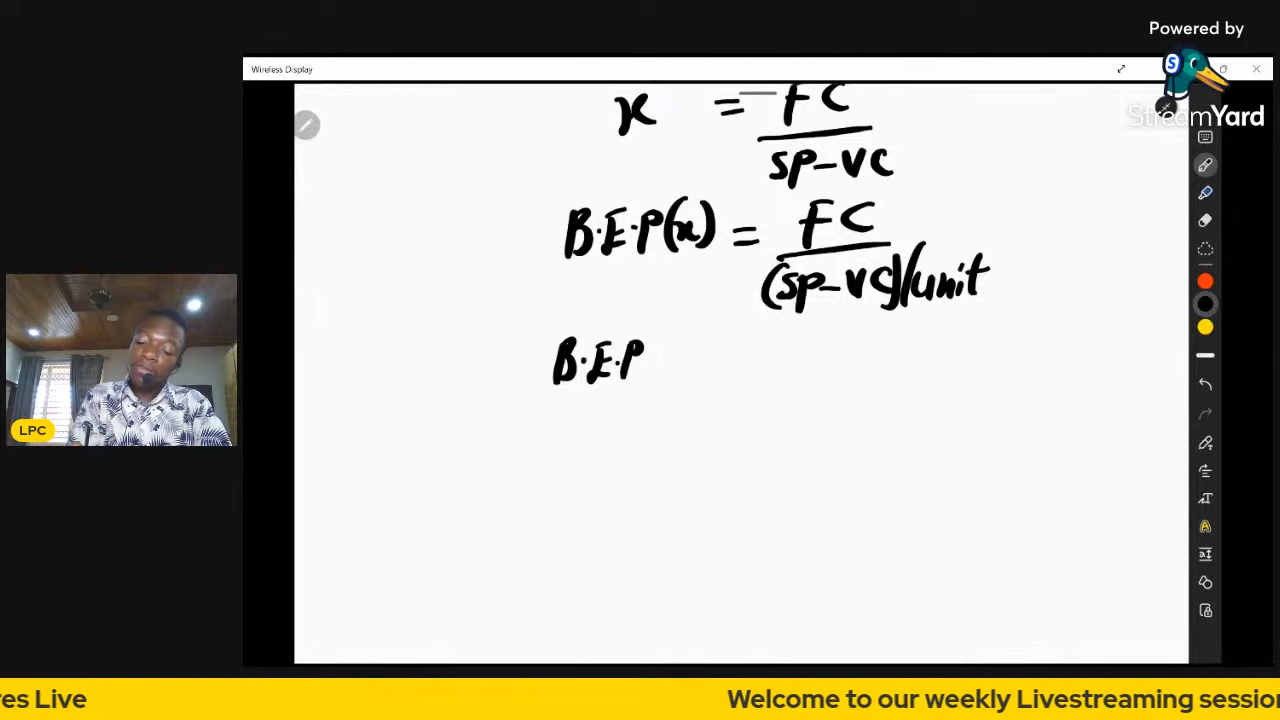 Powered by
StreamYard
Wireless Display
x = FC
SP-VC
B.E.P(x) = FC
(SP-VC)/unit
B.E.P
LPC
res Live
Welcome to our weekly Livestreaming session